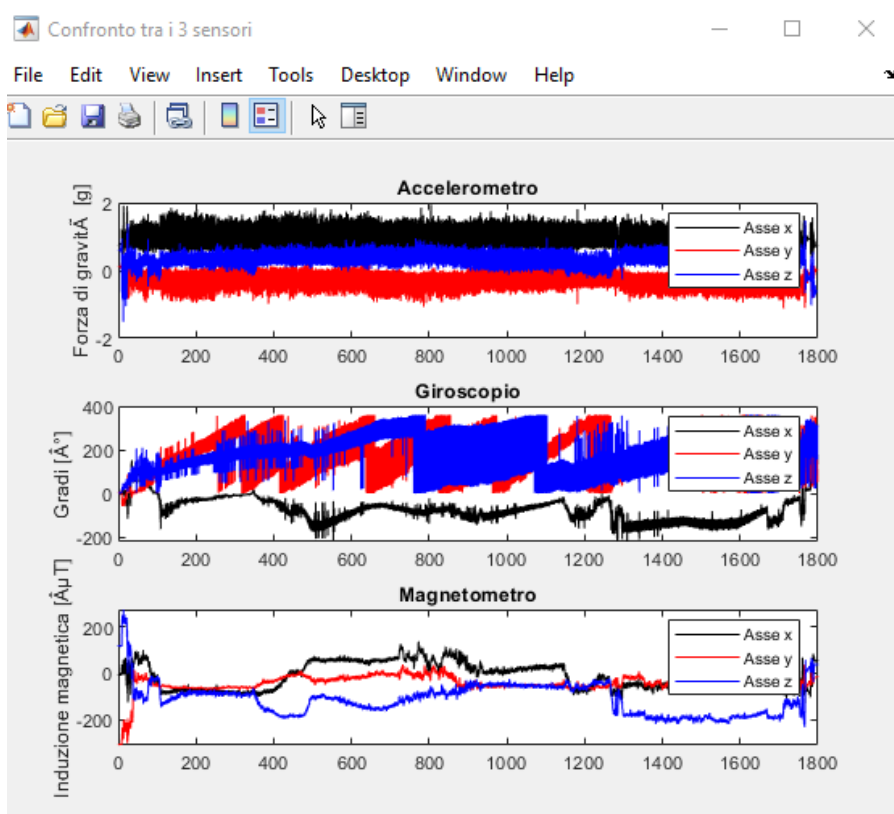 Confronto tra i 3 sensori
File Edit View Insert Tools Desktop Window Help
Accelerometro
Forza di gravitÃ [g]
2
0
-2
Asse x
Asse y
Asse z
0 200 400 600 800 1000 1200 1400 1600 1800
Giroscopio
Gradi [Â°]
400
200
0
-200
Asse x
Asse y
Asse z
0 200 400 600 800 1000 1200 1400 1600 1800
Magnetometro
Induzione magnetica [ÂµT]
200
0
-200
Asse x
Asse y
Asse z
0 200 400 600 800 1000 1200 1400 1600 1800